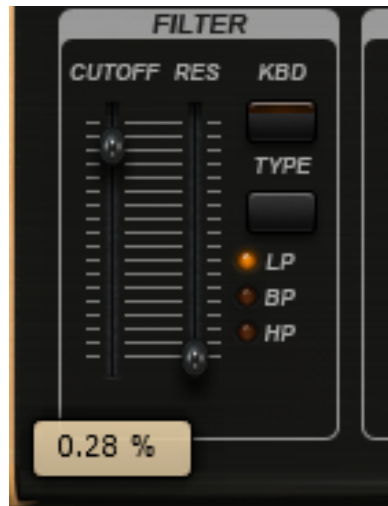 FILTER
CUTOFF RES KBD
TYPE
LP
BP
HP
0.28 %